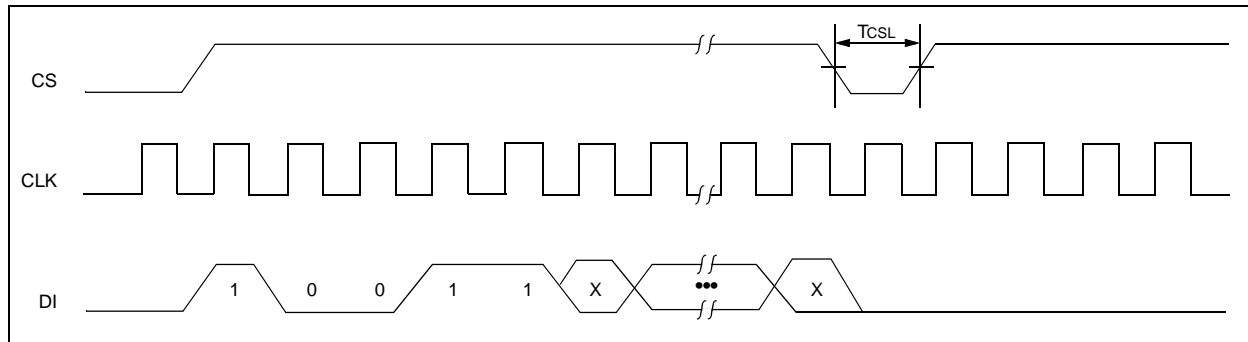 TCSL
CS
CLK
DI 1 0 0 1 1 X ••• X